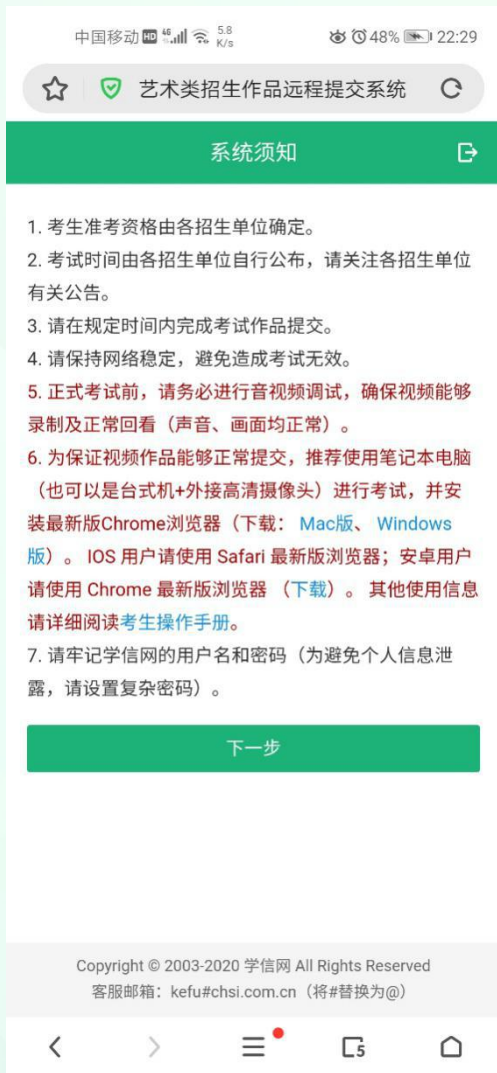 中国移动 HD 46 5.8 K/s 48% 22:29
艺术类招生作品远程提交系统
系统须知
1. 考生准考资格由各招生单位确定。
2. 考试时间由各招生单位自行公布，请关注各招生单位
有关公告。
3. 请在规定时间内完成考试作品提交。
4. 请保持网络稳定，避免造成考试无效。
5. 正式考试前，请务必进行音视频调试，确保视频能够
录制及正常回看（声音、画面均正常）。
6. 为保证视频作品能够正常提交，推荐使用笔记本电脑
（也可以是台式机+外接高清摄像头）进行考试，并安
装最新版Chrome浏览器（下载： Mac版、 Windows
版）。 IOS 用户请使用 Safari 最新版浏览器；安卓用户
请使用 Chrome 最新版浏览器 （下载）。 其他使用信息
请详细阅读考生操作手册。
7. 请牢记学信网的用户名和密码（为避免个人信息泄
露，请设置复杂密码）。
下一步
Copyright © 2003-2020 学信网 All Rights Reserved
客服邮箱：kefu#chsi.com.cn（将#替换为@）
5